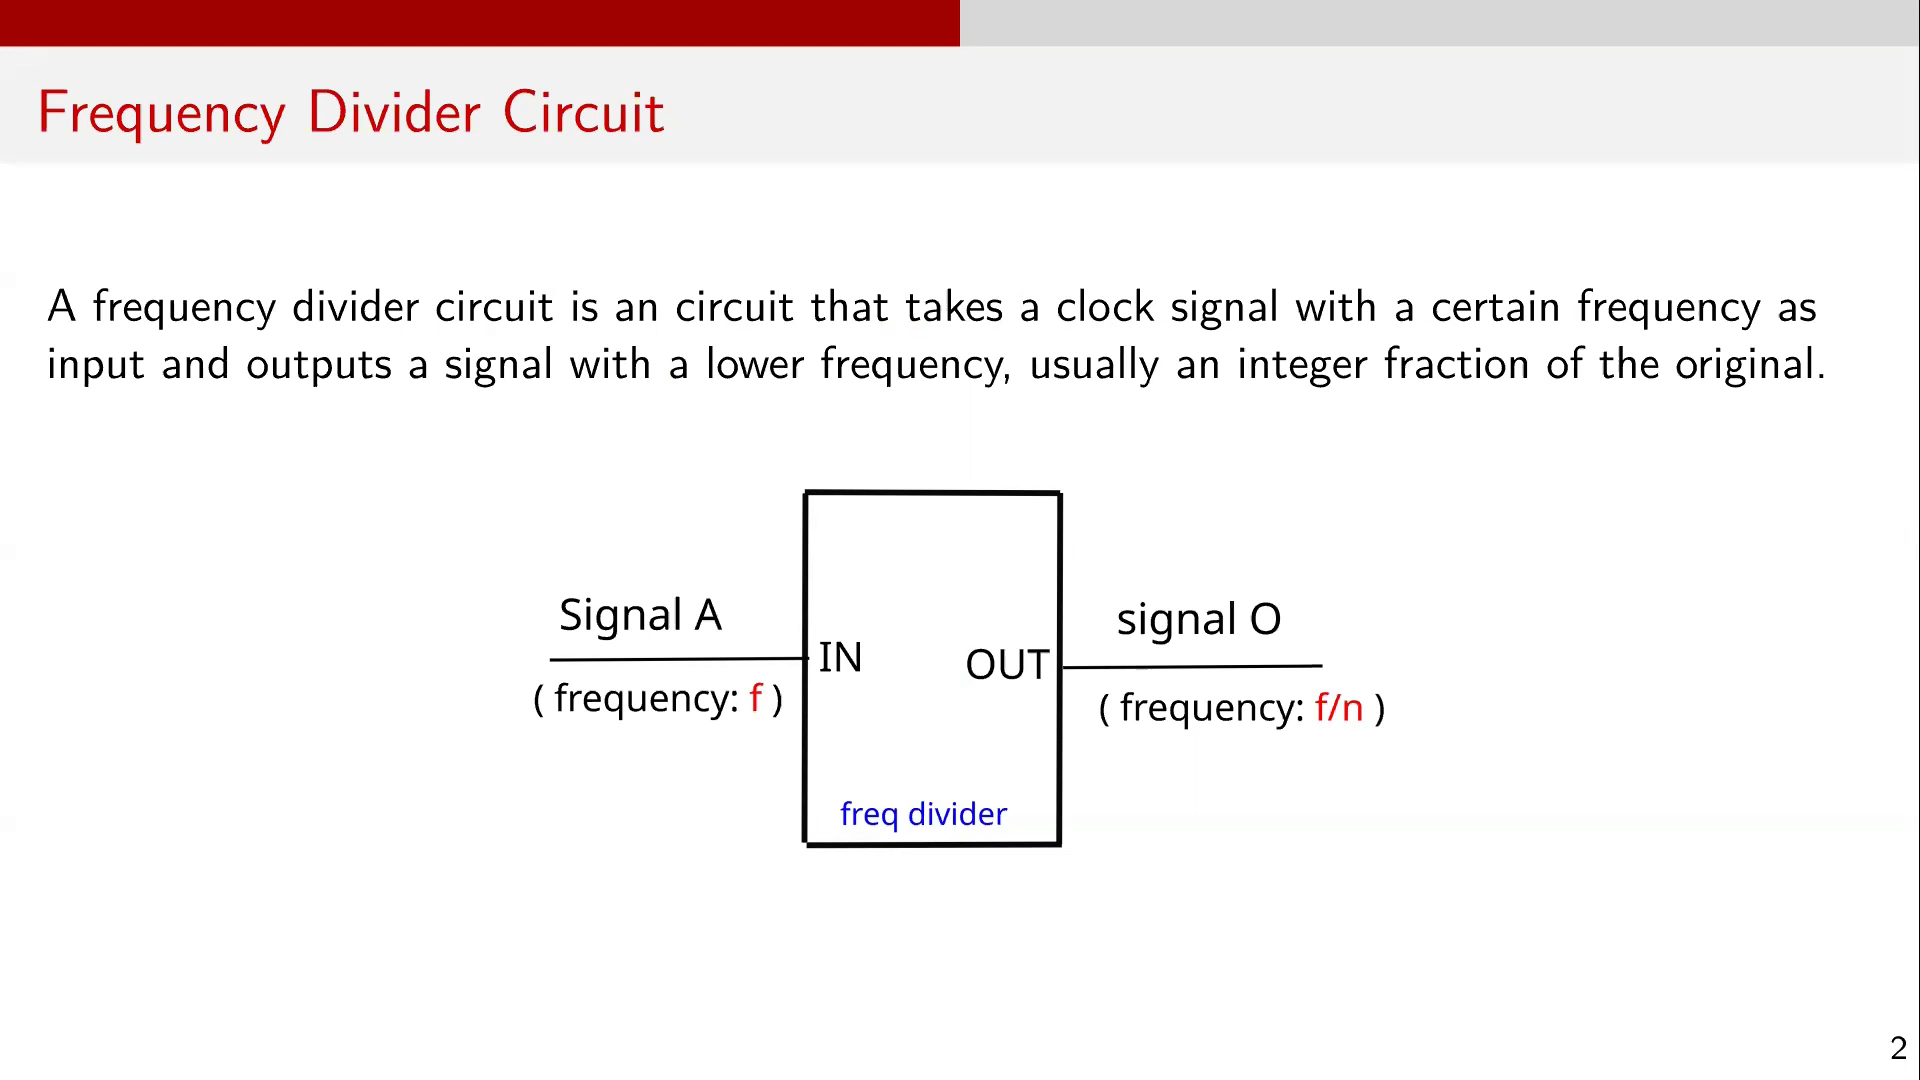 Frequency Divider Circuit
A frequency divider circuit is an circuit that takes a clock signal with a certain frequency as
input and outputs a signal with a lower frequency, usually an integer fraction of the original.
Signal A
signal O
IN
OUT
( frequency: f )
( frequency: f/n )
freq divider
2